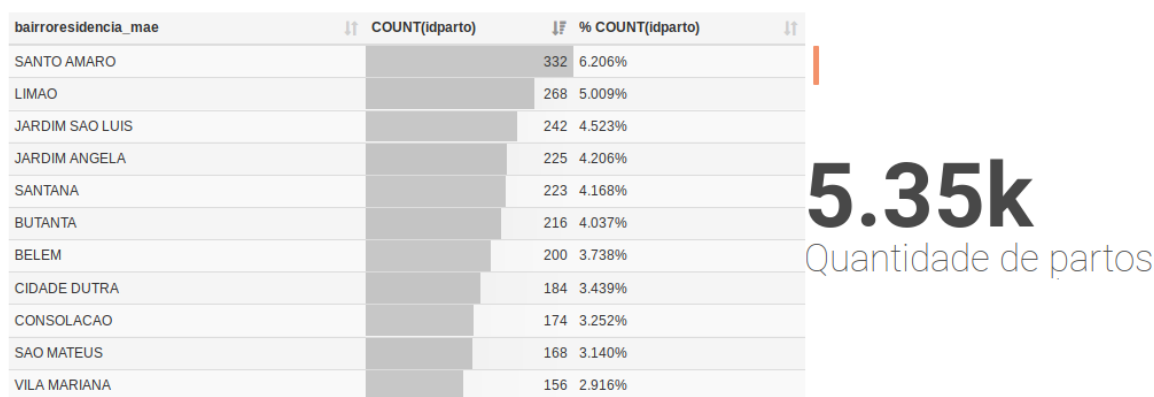 bairroresidencia_mae COUNT(idparto) % COUNT(idparto)
SANTO AMARO 332 6.206%
LIMAO 268 5.009%
JARDIM SAO LUIS 242 4.523%
JARDIM ANGELA 225 4.206%
SANTANA 223 4.168%
BUTANTA 216 4.037%
BELEM 200 3.738%
CIDADE DUTRA 184 3.439%
CONSOLACAO 174 3.252%
SAO MATEUS 168 3.140%
VILA MARIANA 156 2.916%
5.35k
Quantidade de partos